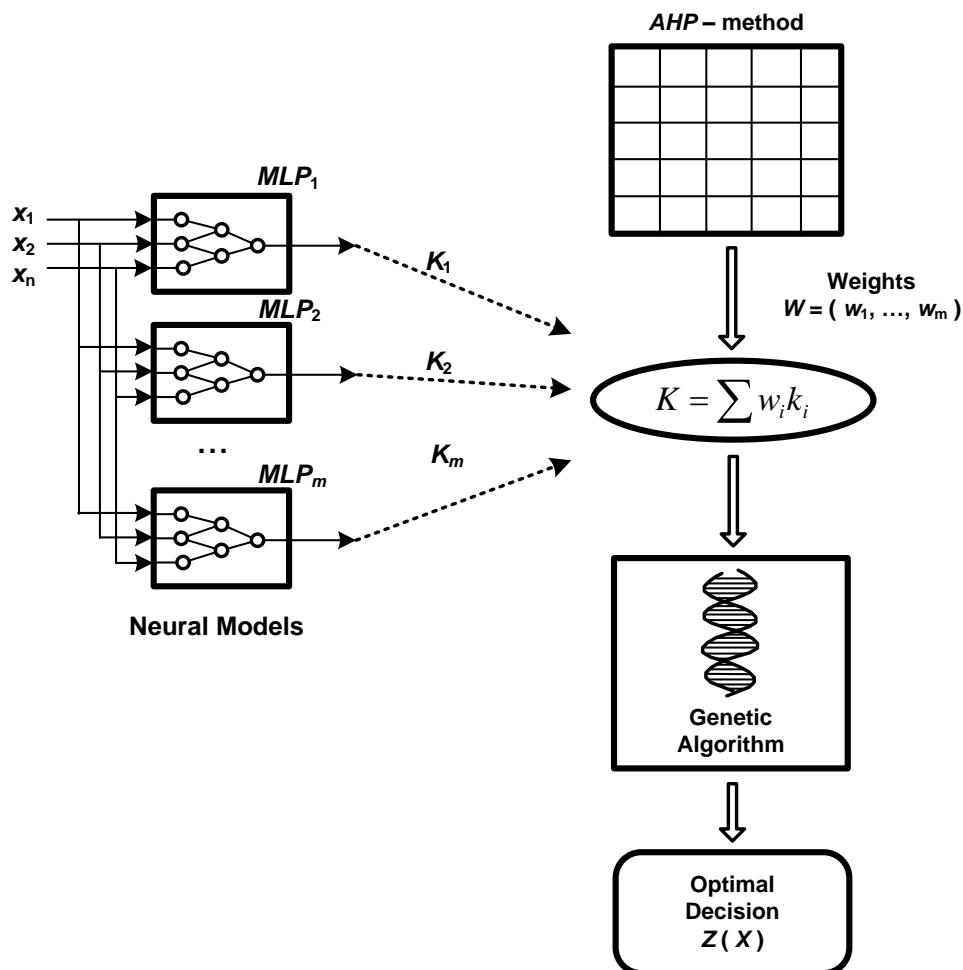 AHP – method
MLP₁
x₁
x₂
xₙ
K₁
Weights
W = ( w₁, …, wₘ )
MLP₂
K₂
K = ∑ wᵢkᵢ
…
MLPₘ
Kₘ
Neural Models
Genetic
Algorithm
Optimal
Decision
Z ( X )